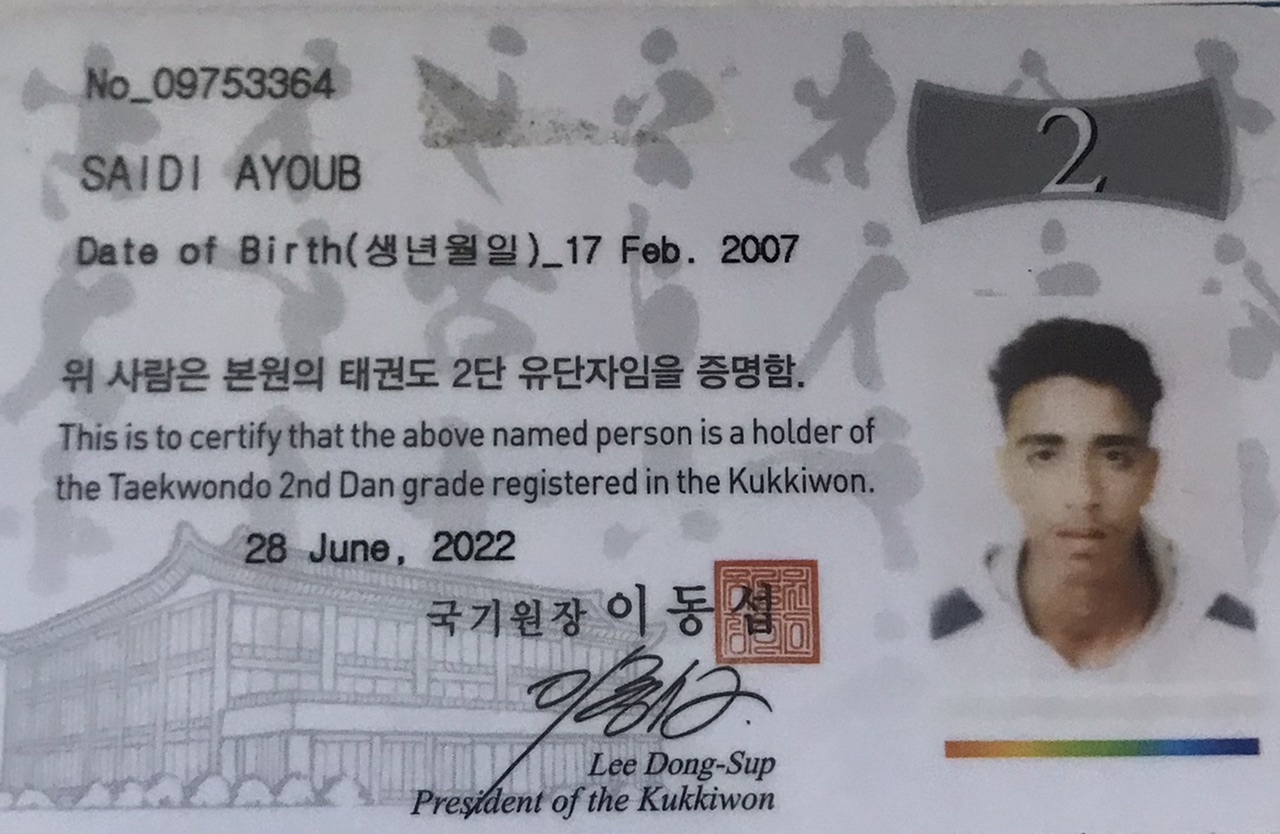 No_09753364
2
SAIDI AYOUB
Date of Birth(생년월일)_17 Feb. 2007
위 사람은 본원의 태권도 2단 유단자임을 증명함.
This is to certify that the above named person is a holder of
the Taekwondo 2nd Dan grade registered in the Kukkiwon.
28 June, 2022
국기원장 이동섭
Lee Dong-Sup
President of the Kukkiwon